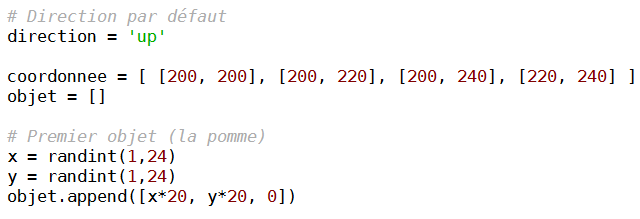 # Direction par défaut
direction = 'up'
coordonnee = [ [200, 200], [200, 220], [200, 240], [220, 240] ]
objet = []
# Premier objet (la pomme)
x = randint(1,24)
y = randint(1,24)
objet.append([x*20, y*20, 0])